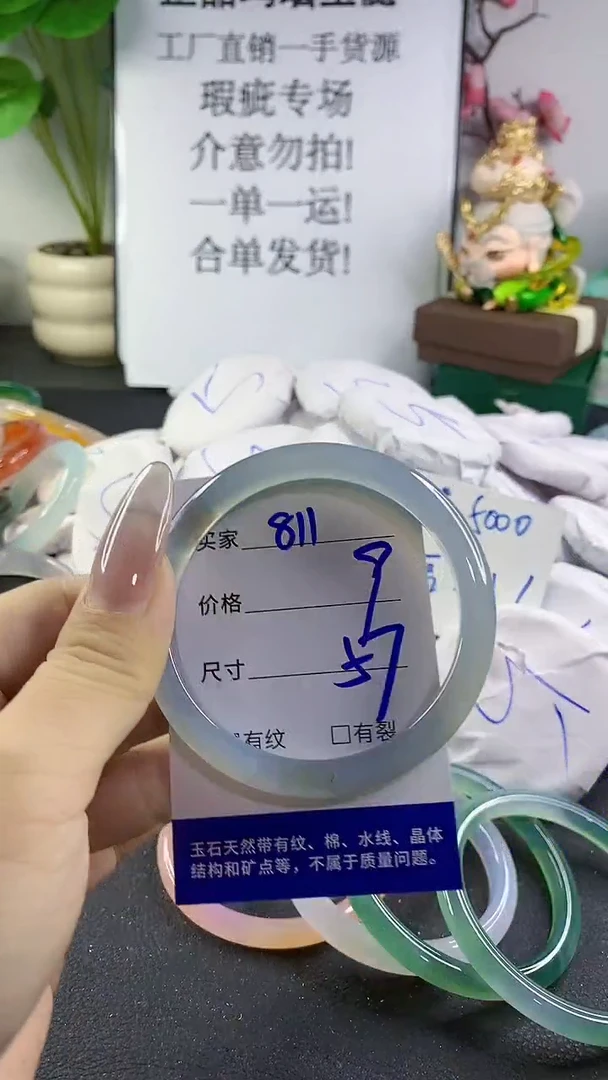 工厂直销一手货源
瑕疵专场
介意勿拍!
一单一运!
合单发货!
买家 811
价格 9
尺寸 57
有纹 □有裂
玉石天然带有纹、棉、水线、晶体
结构和矿点等，不属于质量问题。